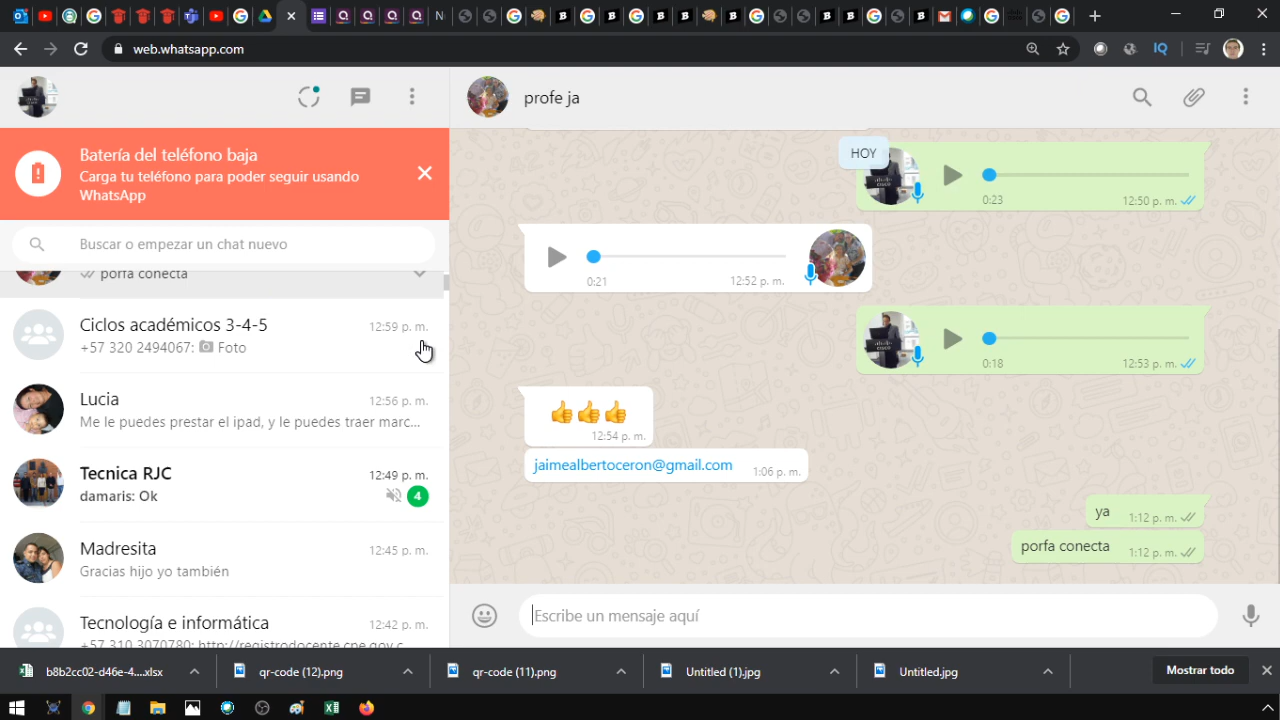 web.whatsapp.com
IQ
profe ja
Batería del teléfono baja
Carga tu teléfono para poder seguir usando
WhatsApp
Buscar o empezar un chat nuevo
porfa conecta
Ciclos académicos 3-4-5
12:59 p. m.
+57 320 2494067: Foto
Lucia
12:56 p. m.
Me le puedes prestar el ipad, y le puedes traer marc...
Tecnica RJC
12:49 p. m.
damaris: Ok
4
Madresita
12:45 p. m.
Gracias hijo yo también
Tecnología e informática
12:42 p. m.
+57 310 3070780: http://registrodocente.cne.gov.c...
HOY
0:23
12:50 p. m.
0:21
12:52 p. m.
0:18
12:53 p. m.
12:54 p. m.
jaimealbertoceron@gmail.com
1:06 p. m.
ya
1:12 p. m.
porfa conecta
1:12 p. m.
Escribe un mensaje aquí
b8b2cc02-d46e-4....xlsx
qr-code (12).png
qr-code (11).png
Untitled (1).jpg
Untitled.jpg
Mostrar todo